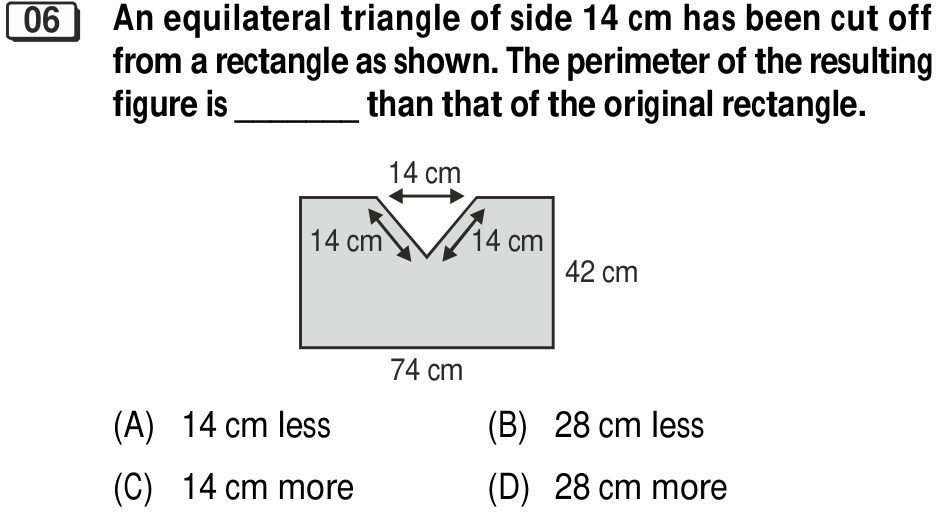 06 An equilateral triangle of side 14 cm has been cut off
from a rectangle as shown. The perimeter of the resulting
figure is _______ than that of the original rectangle.
14 cm
14 cm 14 cm
42 cm
74 cm
(A) 14 cm less (B) 28 cm less
(C) 14 cm more (D) 28 cm more